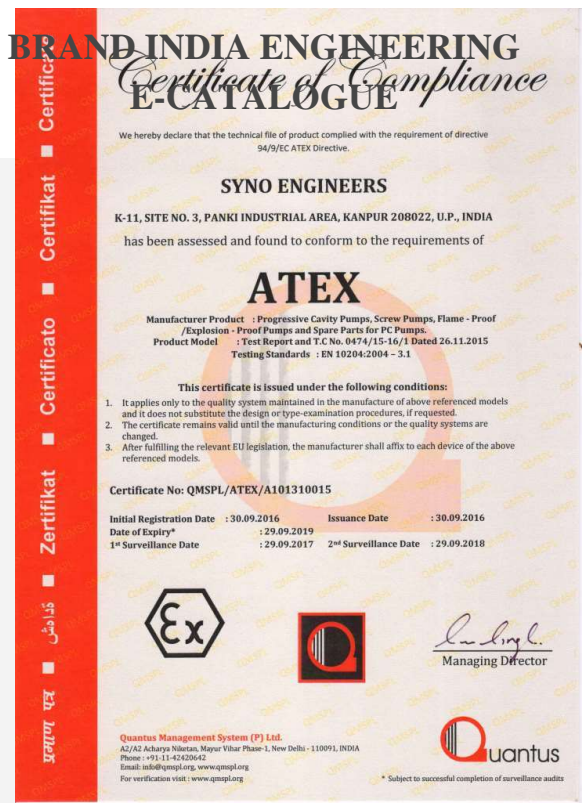 BRAND INDIA ENGINEERING
E-CATALOGUE
Certificate of Compliance
We hereby declare that the technical file of product complied with the requirement of directive
94/9/EC ATEX Directive.
SYNO ENGINEERS
K-11, SITE NO. 3, PANKI INDUSTRIAL AREA, KANPUR 208022, U.P., INDIA
has been assessed and found to conform to the requirements of
ATEX
Manufacturer Product : Progressive Cavity Pumps, Screw Pumps, Flame - Proof
/Explosion - Proof Pumps and Spare Parts for PC Pumps.
Product Model : Test Report and T.C No. 0474/15-16/1 Dated 26.11.2015
Testing Standards : EN 10204:2004 – 3.1
This certificate is issued under the following conditions:
1. It applies only to the quality system maintained in the manufacture of above referenced models
and it does not substitute the design or type-examination procedures, if requested.
2. The certificate remains valid until the manufacturing conditions or the quality systems are
changed.
3. After fulfilling the relevant EU legislation, the manufacturer shall affix to each device of the above
referenced models.
Certificate No: QMSPL/ATEX/A101310015
Initial Registration Date : 30.09.2016 Issuance Date : 30.09.2016
Date of Expiry* : 29.09.2019
1st Surveillance Date : 29.09.2017 2nd Surveillance Date : 29.09.2018
Ex
Managing Director
Quantus Management System (P) Ltd.
A2/A2 Acharya Niketan, Mayur Vihar Phase-1, New Delhi - 110091, INDIA
Phone : +91-11-42420642
Email: info@qmspl.org, www.qmspl.org
For verification visit : www.qmspl.org
Quantus
* Subject to successful completion of surveillance audits
प्रमाण पत्र ■ ■ Zertifikat ■ Certificato ■ Certifikat ■ Certificate